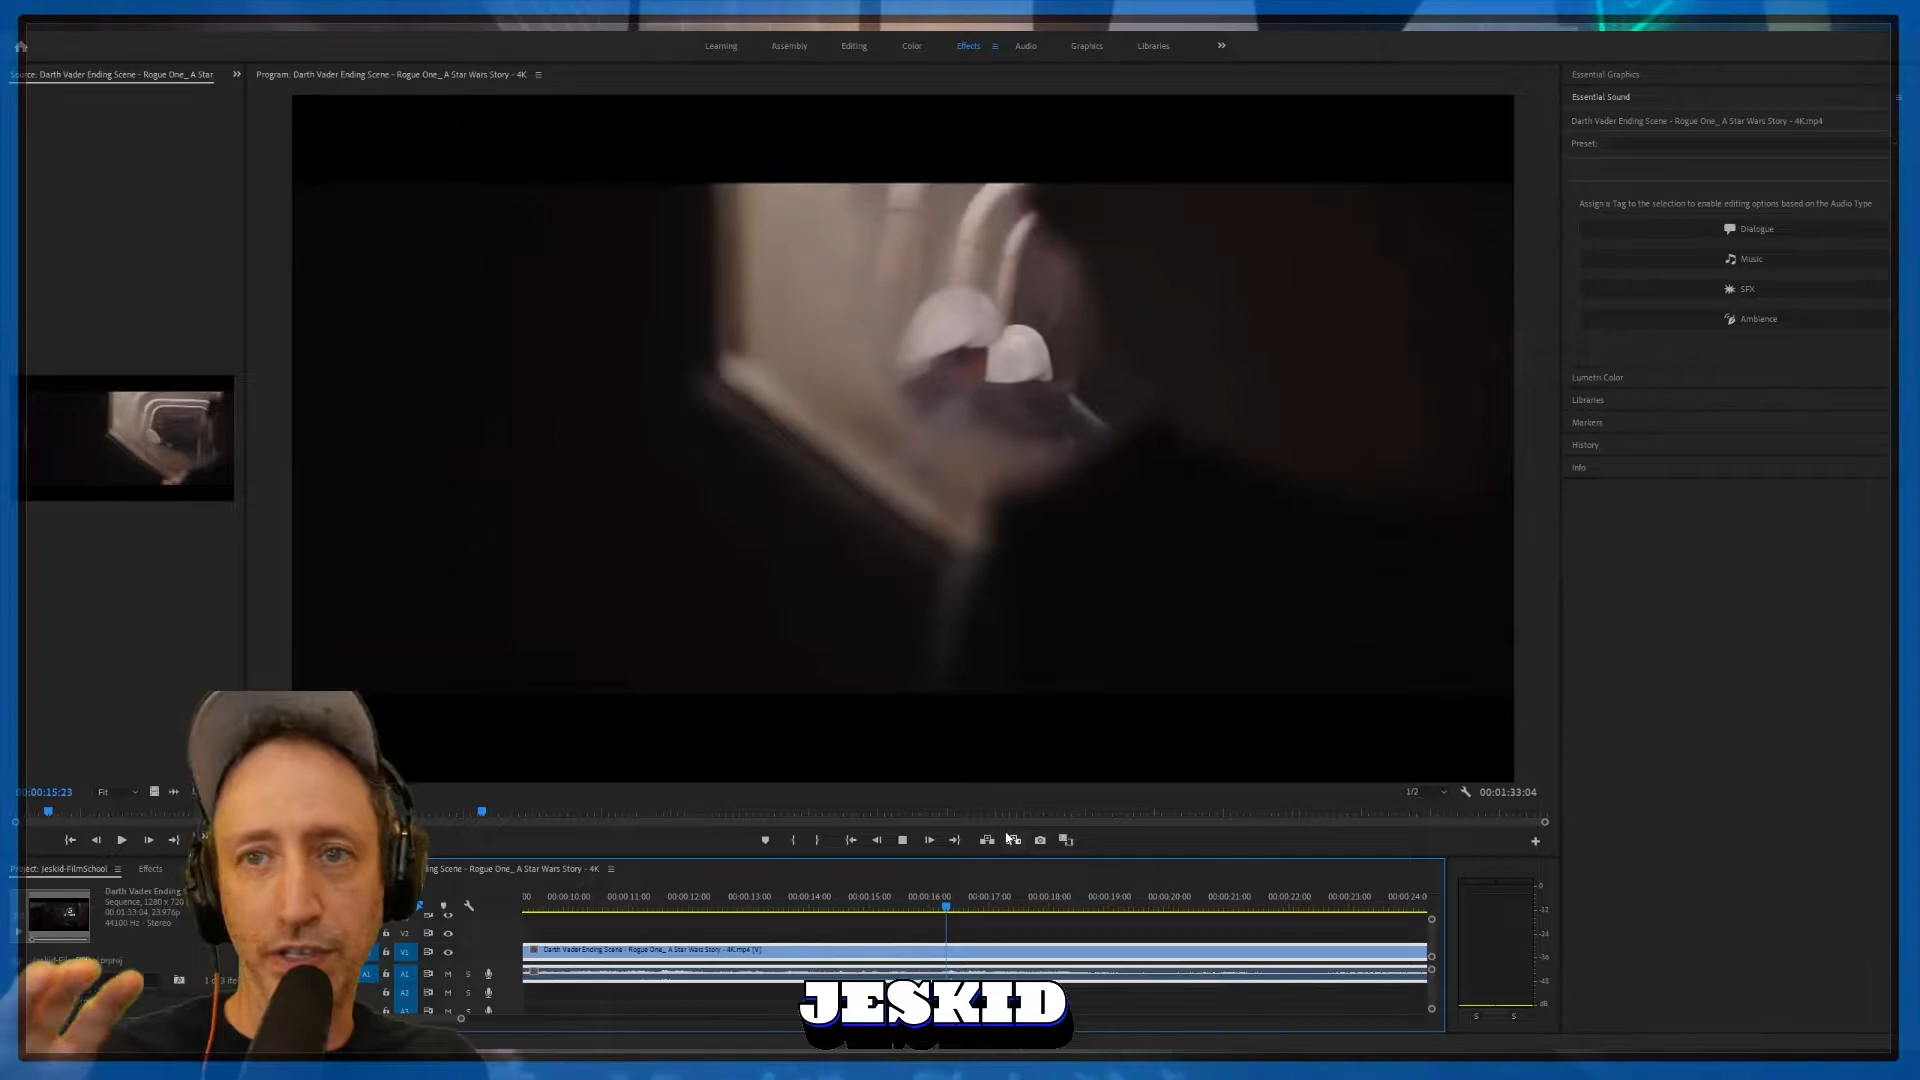 Learning Assembly Editing Color Effects Audio Graphics Libraries
Source: Darth Vader Ending Scene - Rogue One_ A Star
Program: Darth Vader Ending Scene - Rogue One_ A Star Wars Story - 4K
Essential Graphics
Essential Sound
Darth Vader Ending Scene - Rogue One_ A Star Wars Story - 4K.mp4
Preset:
Assign a Tag to the selection to enable editing options based on the Audio Type
Dialogue
Music
SFX
Ambience
Lumetri Color
Libraries
Markers
History
Info
00:00:15:23 Fit 1/2 00:01:33:04
Project: Jeskid-FilmSchool Effects
ing Scene - Rogue One_ A Star Wars Story - 4K
Darth Vader Ending S
Sequence, 1280 x 720
00:01:33:04, 23.976p
44100 Hz - Stereo
00 00:00:10:00 00:00:11:00 00:00:12:00 00:00:13:00 00:00:14:00 00:00:15:00 00:00:16:00 00:00:17:00 00:00:18:00 00:00:19:00 00:00:20:00 00:00:21:00 00:00:22:00 00:00:23:00 00:00:24:0
V2
V1 Darth Vader Ending Scene - Rogue One_ A Star Wars Story - 4K.mp4 [V]
A1 A1 M S
A2 M S
A3 M S
0
-12
-24
-36
-48
dB
S S
JESKID